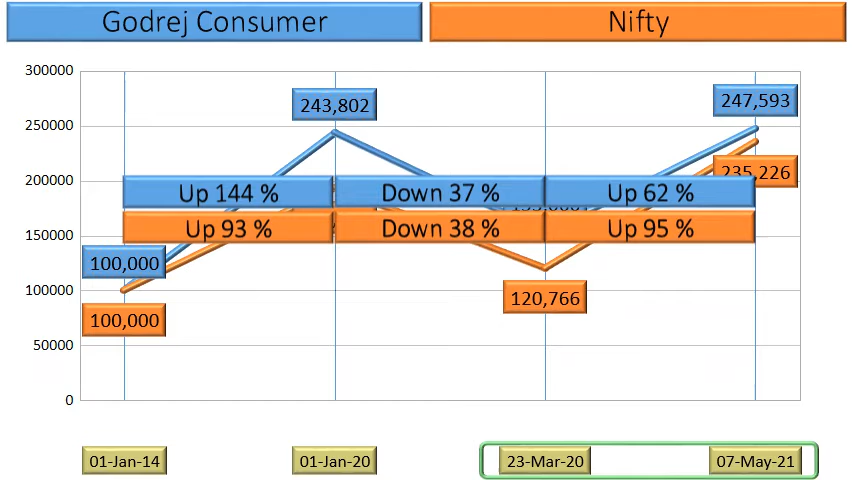 Godrej Consumer
Nifty
300000
250000
200000
150000
100000
50000
0
243,802
247,593
235,226
Up 144 %
Down 37 %
Up 62 %
Up 93 %
Down 38 %
Up 95 %
100,000
100,000
120,766
01-Jan-14
01-Jan-20
23-Mar-20
07-May-21